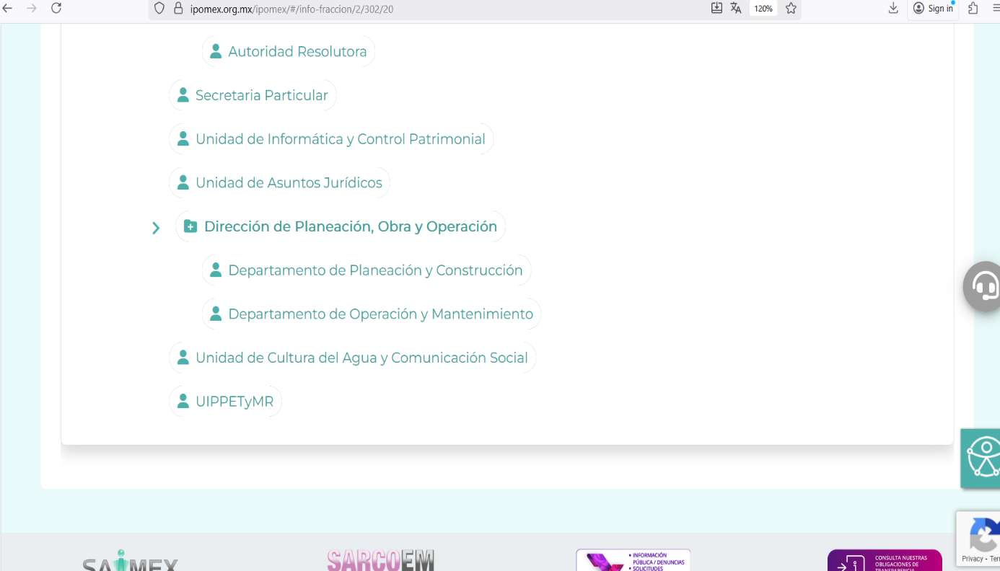 ipomex.org.mx/ipomex/#/info-fraccion/2/302/20
120%
Sign in
Autoridad Resolutora
Secretaria Particular
Unidad de Informática y Control Patrimonial
Unidad de Asuntos Jurídicos
Dirección de Planeación, Obra y Operación
Departamento de Planeación y Construcción
Departamento de Operación y Mantenimiento
Unidad de Cultura del Agua y Comunicación Social
UIPPETyMR
Privacy - Ter
SAIMEX
SARCOEM
• INFORMACIÓN
PÚBLICA / DENUNCIAS
• SOLICITUDES
CONSULTA NUESTRAS
OBLIGACIONES DE
TRANSPARENCIA